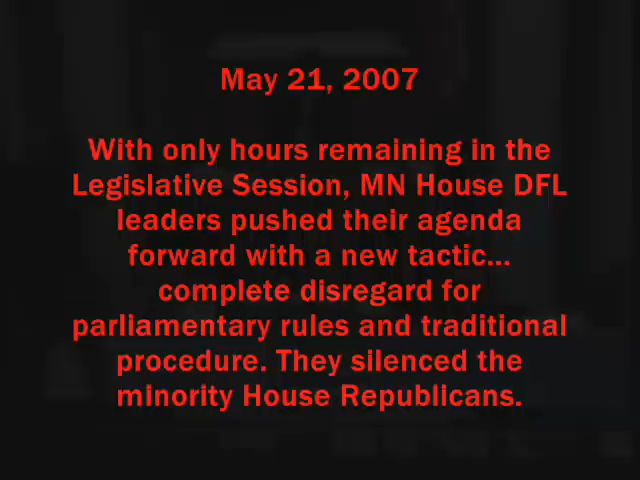 May 21, 2007
With only hours remaining in the
Legislative Session, MN House DFL
leaders pushed their agenda
forward with a new tactic...
complete disregard for
parliamentary rules and traditional
procedure. They silenced the
minority House Republicans.